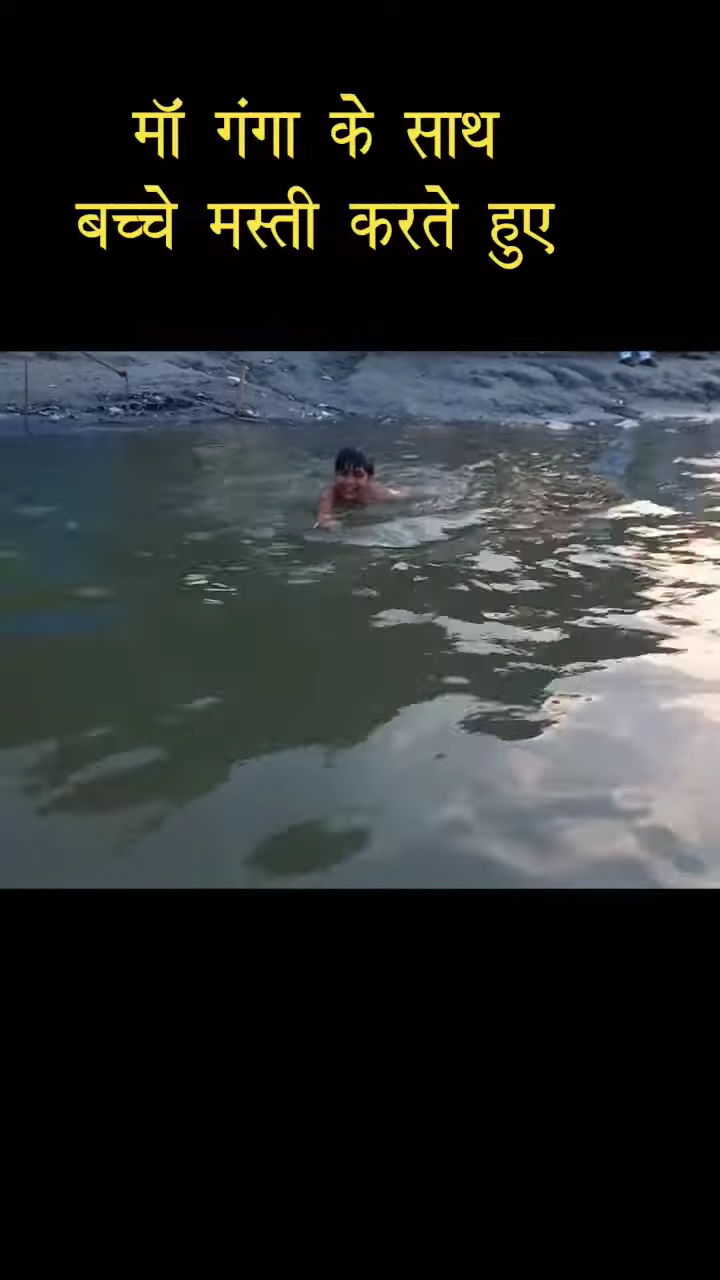 मॉं गंगा के साथ
बच्चे मस्ती करते हुए